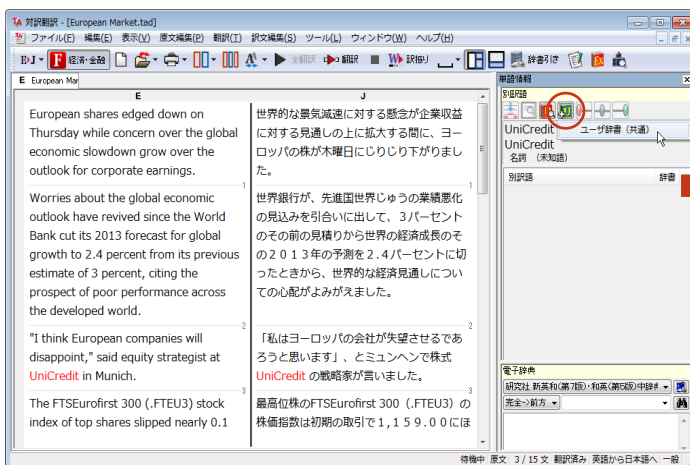 対訳翻訳 - [European Market.tad]
ファイル(F) 編集(E) 表示(V) 原文編集(P) 翻訳(T) 訳文編集(S) ツール(L) ウィンドウ(W) ヘルプ(H)
E›J 経済・金融 全翻訳 翻訳 訳振り 辞書引き
E European Mar
E J
European shares edged down on
Thursday while concern over the global
economic slowdown grow over the
outlook for corporate earnings.
世界的な景気減速に対する懸念が企業収益
に対する見通しの上に拡大する間に、ヨー
ロッパの株が木曜日にじりじり下がりまし
た。
1 1
Worries about the global economic
outlook have revived since the World
Bank cut its 2013 forecast for global
growth to 2.4 percent from its previous
estimate of 3 percent, citing the
prospect of poor performance across
the developed world.
世界銀行が、先進国世界じゅうの業績悪化
の見込みを引合いに出して、3パーセント
のその前の見積りから世界の経済成長のそ
の2013年の予測を2.4パーセントに切
ったときから、世界的な経済見通しについ
ての心配がよみがえました。
2 2
"I think European companies will
disappoint," said equity strategist at
UniCredit in Munich.
「私はヨーロッパの会社が失望させるであ
ろうと思います」、とミュンヘンで株式
UniCredit の戦略家が言いました。
3 3
The FTSEurofirst 300 (.FTEU3) stock
index of top shares slipped nearly 0.1
最高位株のFTSEurofirst 300（.FTEU3）の
株価指数は初期の取引で1,159.00にほ
単語情報
別訳語
ユーザ辞書（共通）
UniCredit
UniCredit
名詞 （未知語）
別訳語 辞書
電子辞典
研究社 新英和(第7版)・和英(第5版)中辞典
完全->前方
待機中 原文 3/15文 翻訳済み 英語から日本語へ 一般